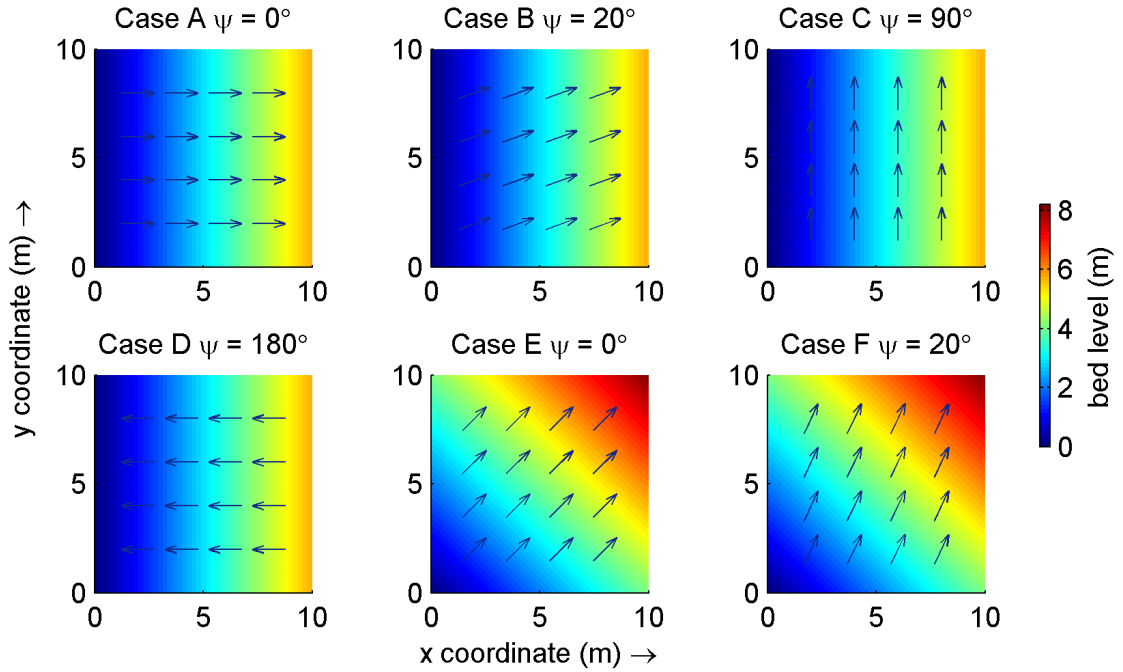 Case A ψ = 0°
Case B ψ = 20°
Case C ψ = 90°
10
5
0
0 5 10
10
5
0
0 5 10
10
5
0
0 5 10
Case D ψ = 180°
Case E ψ = 0°
Case F ψ = 20°
10
5
0
0 5 10
10
5
0
0 5 10
10
5
0
0 5 10
y coordinate (m) →
x coordinate (m) →
8
6
4
2
0
bed level (m)